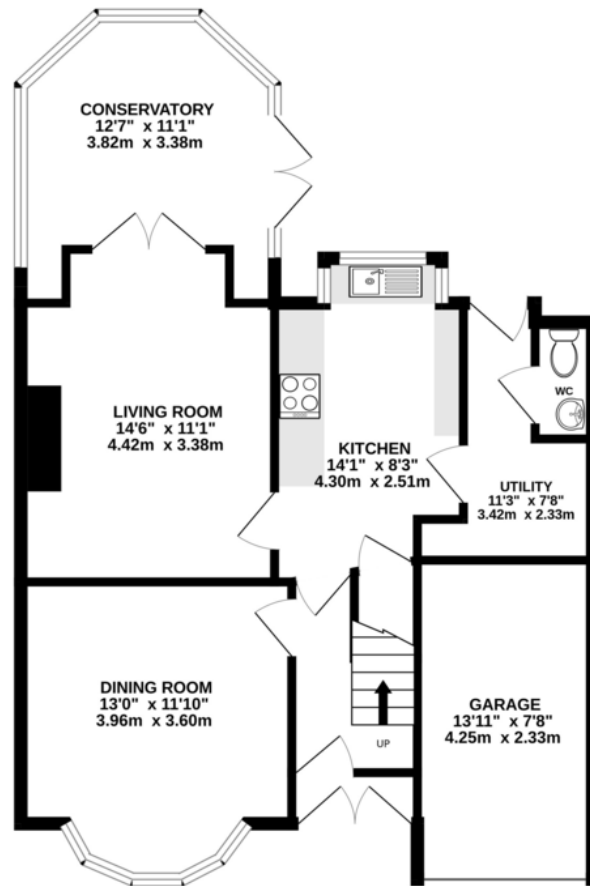 CONSERVATORY
12'7" x 11'1"
3.82m x 3.38m
LIVING ROOM
14'6" x 11'1"
4.42m x 3.38m
KITCHEN
14'1" x 8'3"
4.30m x 2.51m
WC
UTILITY
11'3" x 7'8"
3.42m x 2.33m
DINING ROOM
13'0" x 11'10"
3.96m x 3.60m
UP
GARAGE
13'11" x 7'8"
4.25m x 2.33m